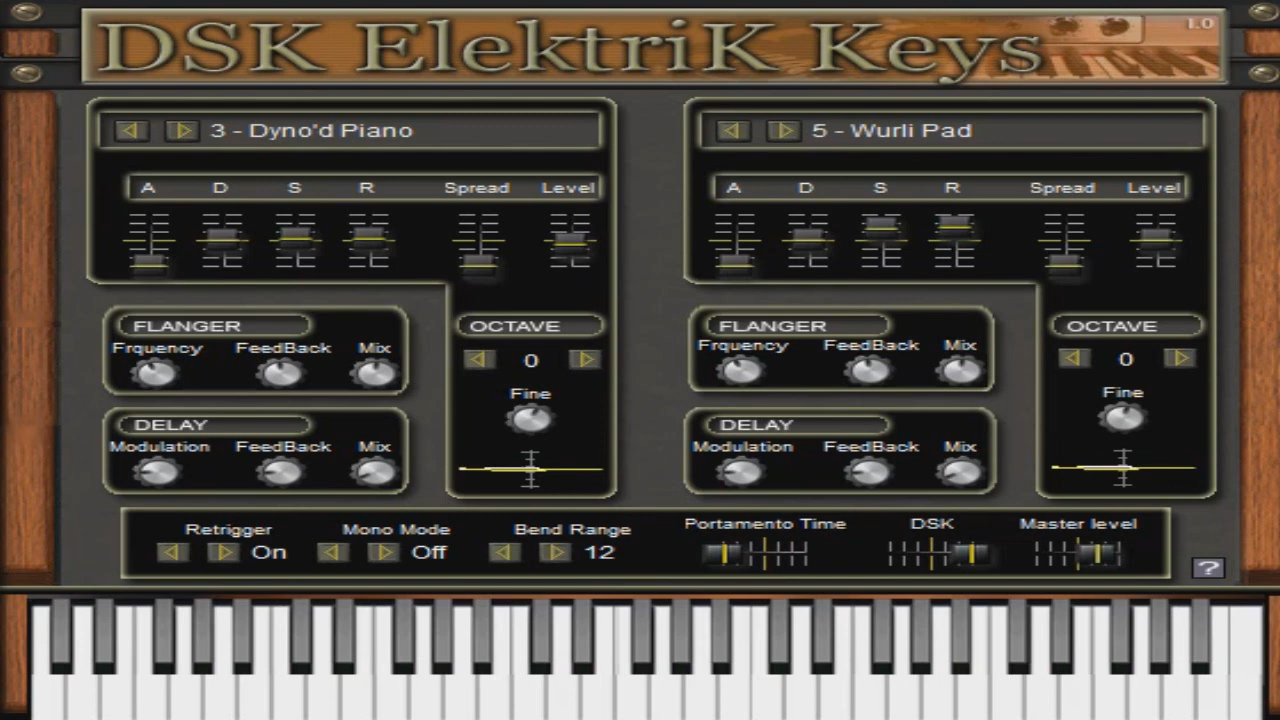 DSK ElektriK Keys
1.0
3 - Dyno'd Piano
A D S R Spread Level
FLANGER
Frquency FeedBack Mix
DELAY
Modulation FeedBack Mix
OCTAVE
0
Fine
5 - Wurli Pad
A D S R Spread Level
FLANGER
Frquency FeedBack Mix
DELAY
Modulation FeedBack Mix
OCTAVE
0
Fine
Retrigger Mono Mode Bend Range Portamento Time DSK Master level
On Off 12
?